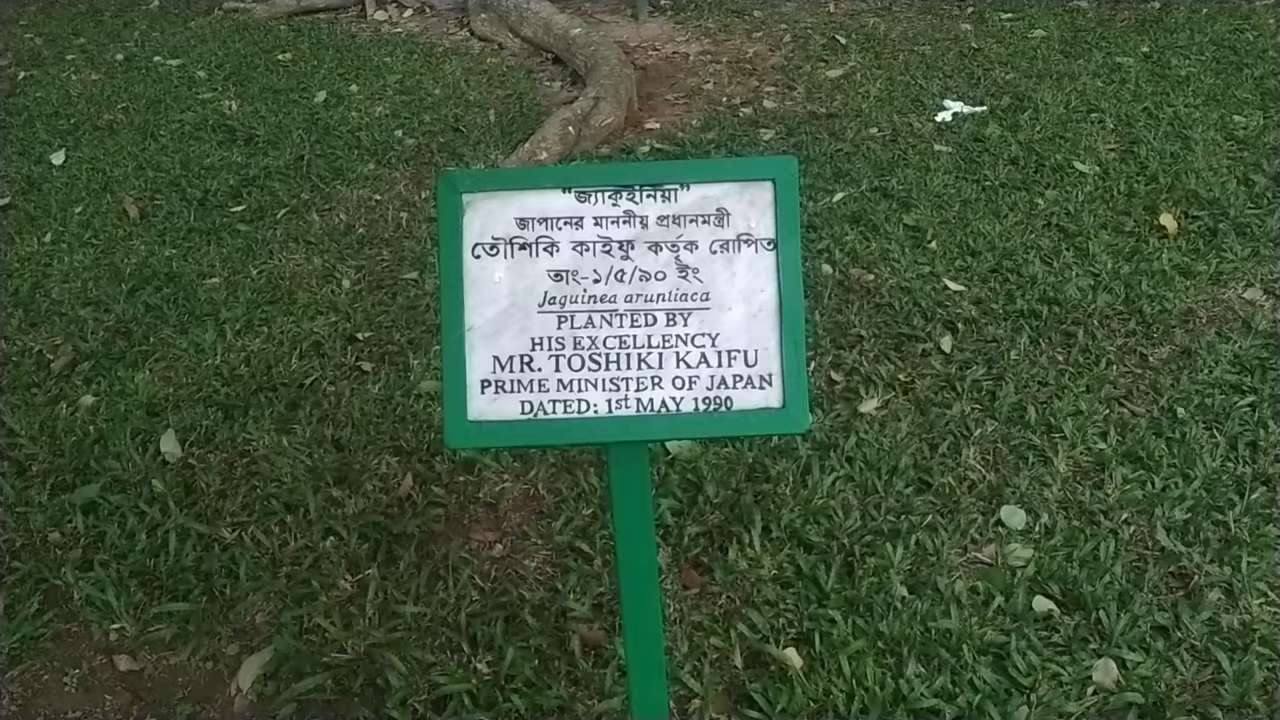 "জ্যাকুইনিয়া"
জাপানের মাননীয় প্রধানমন্ত্রী
তৌশিকি কাইফু কর্তৃক রোপিত
তাং-১/৫/৯০ ইং
Jaguinea aruntiaca
PLANTED BY
HIS EXCELLENCY
MR. TOSHIKI KAIFU
PRIME MINISTER OF JAPAN
DATED: 1st MAY 1990